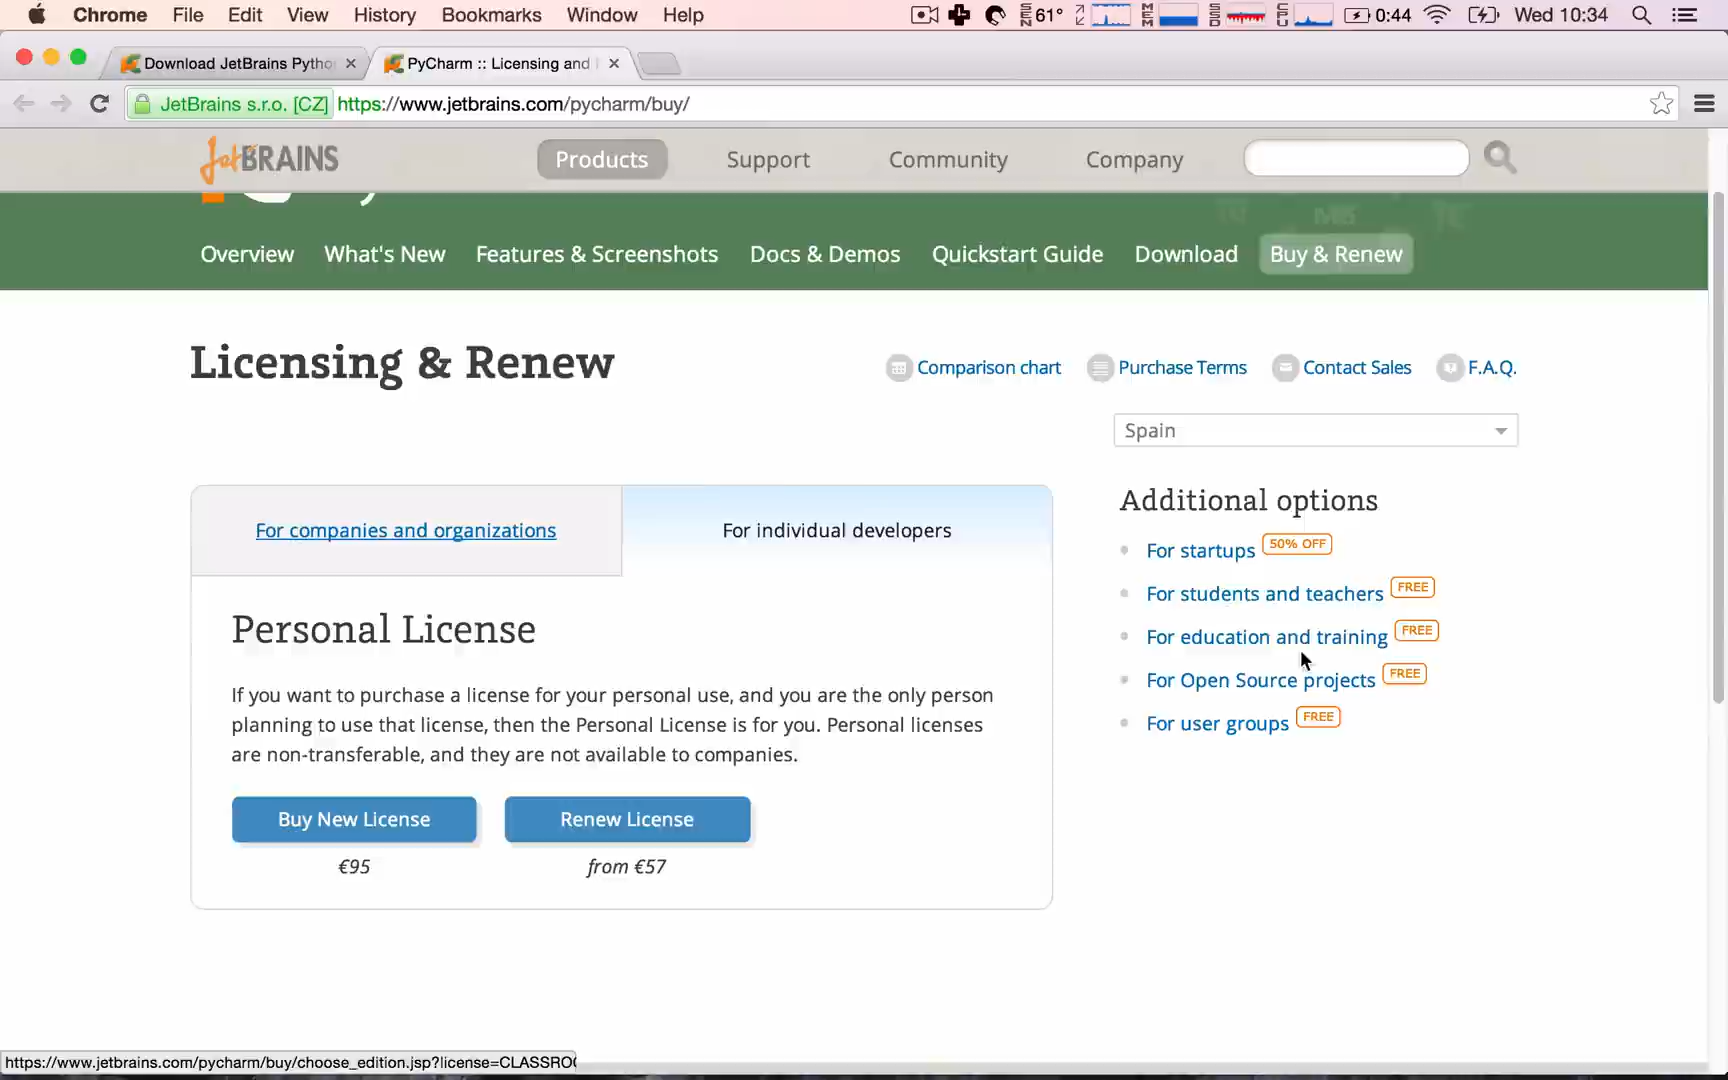 Chrome File Edit View History Bookmarks Window Help 61° 0:44 Wed 10:34
Download JetBrains Pytho PyCharm :: Licensing and
JetBrains s.r.o. [CZ] https://www.jetbrains.com/pycharm/buy/
JetBRAINS Products Support Community Company
Overview What's New Features & Screenshots Docs & Demos Quickstart Guide Download Buy & Renew
Licensing & Renew
Comparison chart Purchase Terms Contact Sales F.A.Q.
Spain
For companies and organizations For individual developers
Personal License
If you want to purchase a license for your personal use, and you are the only person
planning to use that license, then the Personal License is for you. Personal licenses
are non-transferable, and they are not available to companies.
Buy New License Renew License
€95 from €57
Additional options
For startups 50% OFF
For students and teachers FREE
For education and training FREE
For Open Source projects FREE
For user groups FREE
https://www.jetbrains.com/pycharm/buy/choose_edition.jsp?license=CLASSROO